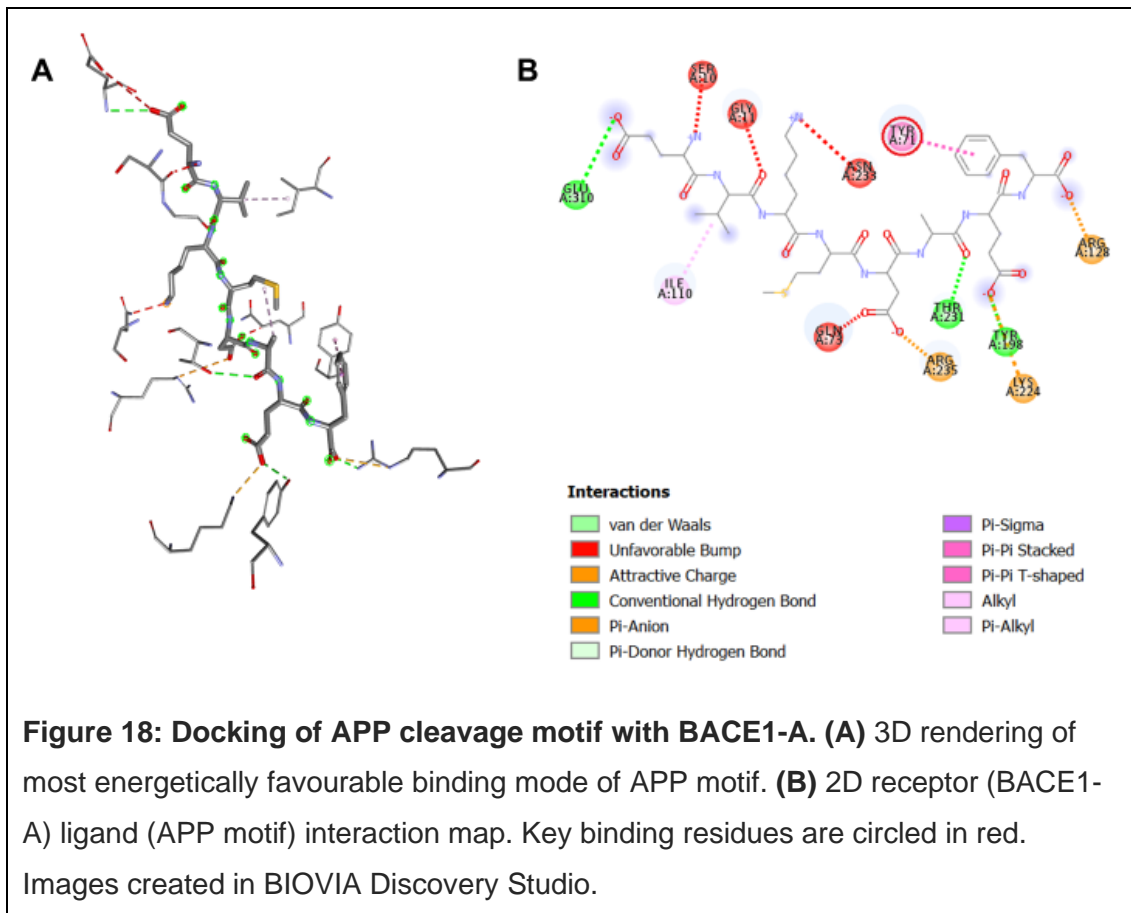 A
B
SER
A:10
GLY
A:11
TYR
A:71
ASN
A:233
GLU
A:310
ARG
A:128
ILE
A:110
THR
A:231
GLN
A:73
TYR
A:198
ARG
A:235
LYS
A:224
Interactions
van der Waals
Unfavorable Bump
Attractive Charge
Conventional Hydrogen Bond
Pi-Anion
Pi-Donor Hydrogen Bond
Pi-Sigma
Pi-Pi Stacked
Pi-Pi T-shaped
Alkyl
Pi-Alkyl
Figure 18: Docking of APP cleavage motif with BACE1-A. (A) 3D rendering of
most energetically favourable binding mode of APP motif. (B) 2D receptor (BACE1-
A) ligand (APP motif) interaction map. Key binding residues are circled in red.
Images created in BIOVIA Discovery Studio.